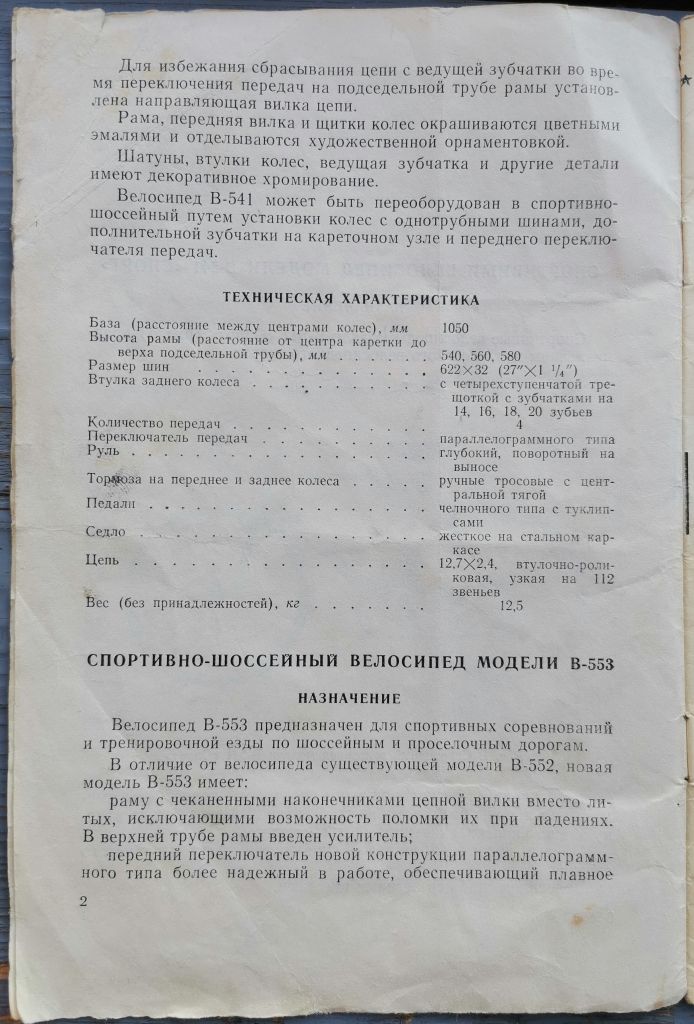 Для избежания сбрасывания цепи с ведущей зубчатки во вре-
мя переключения передач на подседельной трубе рамы установ-
лена направляющая вилка цепи.
Рама, передняя вилка и щитки колес окрашиваются цветными
эмалями и отделываются художественной орнаментовкой.
Шатуны, втулки колес, ведущая зубчатка и другие детали
имеют декоративное хромирование.
Велосипед В-541 может быть переоборудован в спортивно-
шоссейный путем установки колес с однотрубными шинами, до-
полнительной зубчатки на кареточном узле и переднего переклю-
чателя передач.
ТЕХНИЧЕСКАЯ ХАРАКТЕРИСТИКА
База (расстояние между центрами колес), мм 1050
Высота рамы (расстояние от центра каретки до
верха подседельной трубы), мм . . . . . . 540, 560, 580
Размер шин . . . . . . . . . . . . . 622×32 (27″×1 1/4″)
Втулка заднего колеса . . . . . . . . . . с четырехступенчатой тре-
щоткой с зубчатками на
14, 16, 18, 20 зубьев
Количество передач . . . . . . . . . . . 4
Переключатель передач . . . . . . . . . . параллелограммного типа
Руль . . . . . . . . . . . . . . . . . глубокий, поворотный на
выносе
Тормоза на переднее и заднее колеса . . . . . ручные тросовые с цент-
ральной тягой
Педали . . . . . . . . . . . . . . . . челночного типа с туклип-
сами
Седло . . . . . . . . . . . . . . . . . жесткое на стальном кар-
касе
Цепь . . . . . . . . . . . . . . . . . 12,7×2,4, втулочно-роли-
ковая, узкая на 112
звеньев
Вес (без принадлежностей), кг . . . . . . . 12,5
СПОРТИВНО-ШОССЕЙНЫЙ ВЕЛОСИПЕД МОДЕЛИ В-553
НАЗНАЧЕНИЕ
Велосипед В-553 предназначен для спортивных соревнований
и тренировочной езды по шоссейным и проселочным дорогам.
В отличие от велосипеда существующей модели В-552, новая
модель В-553 имеет:
раму с чеканенными наконечниками цепной вилки вместо ли-
тых, исключающими возможность поломки их при падениях.
В верхней трубе рамы введен усилитель;
передний переключатель новой конструкции параллелограмм-
ного типа более надежный в работе, обеспечивающий плавное
2